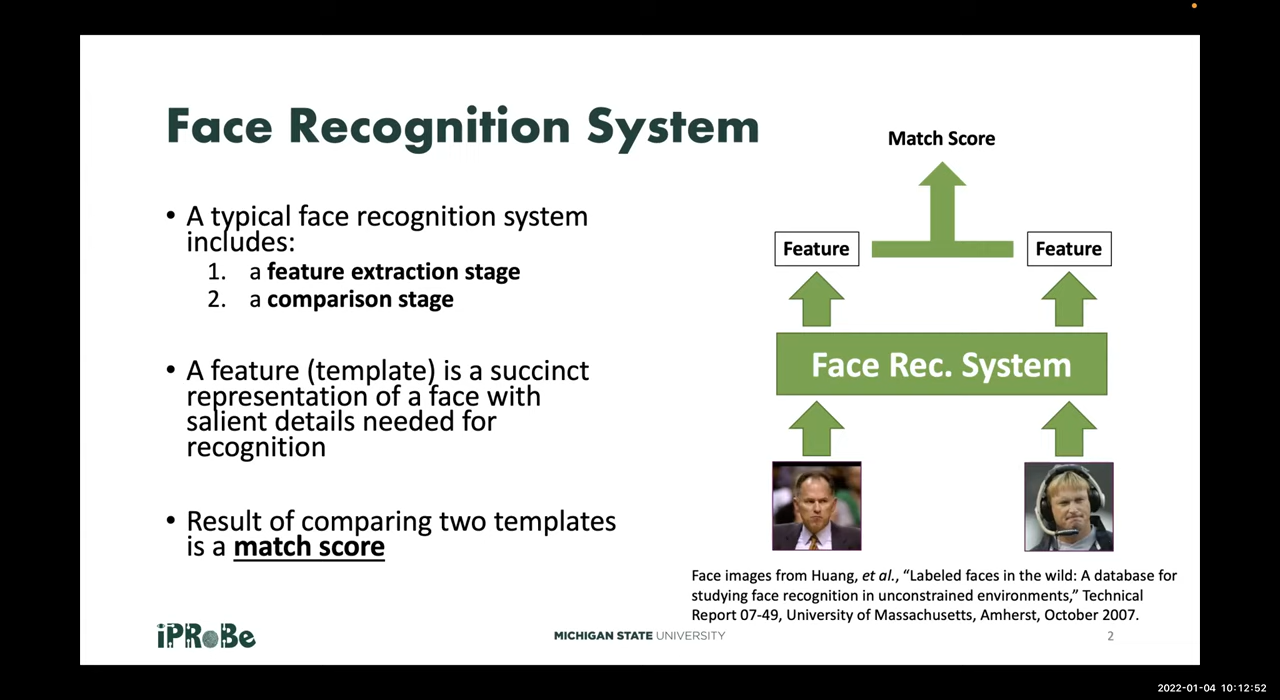 Face Recognition System
• A typical face recognition system
includes:
1. a feature extraction stage
2. a comparison stage
• A feature (template) is a succinct
representation of a face with
salient details needed for
recognition
• Result of comparing two templates
is a match score
Match Score
Feature
Feature
Face Rec. System
Face images from Huang, et al., “Labeled faces in the wild: A database for
studying face recognition in unconstrained environments,” Technical
Report 07-49, University of Massachusetts, Amherst, October 2007.
iPRoBe
MICHIGAN STATE UNIVERSITY
2
2022-01-04 10:12:52